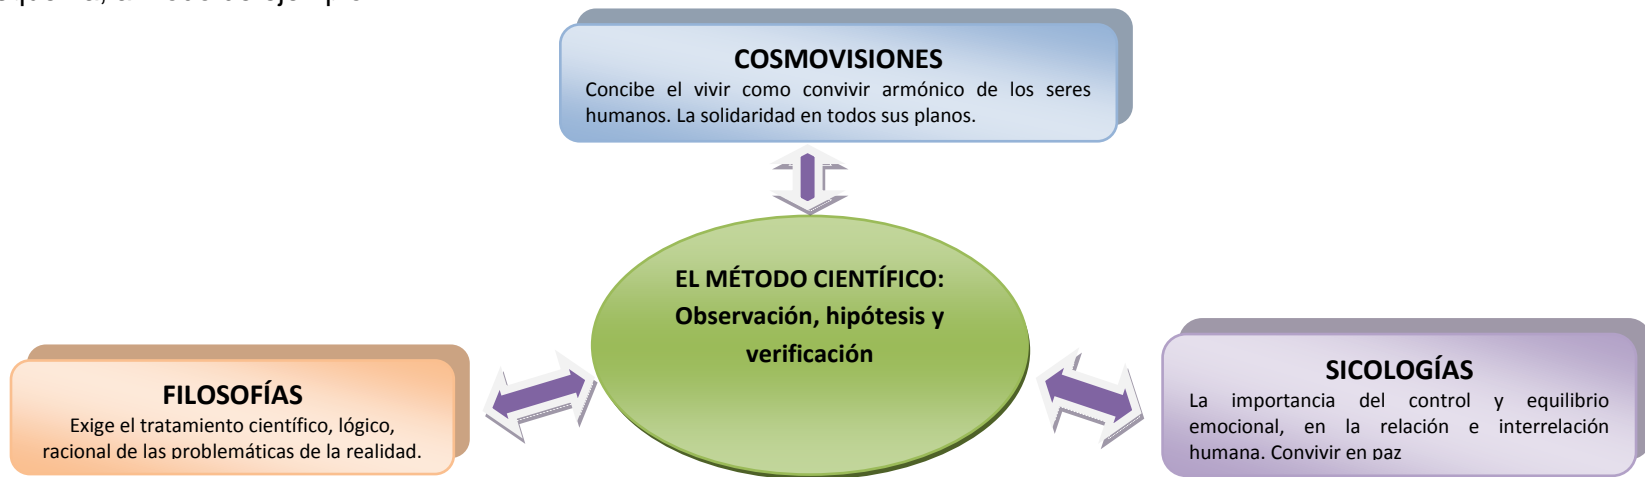 COSMOVISIONES
Concibe el vivir como convivir armónico de los seres
humanos. La solidaridad en todos sus planos.
EL MÉTODO CIENTÍFICO:
Observación, hipótesis y
verificación
FILOSOFÍAS
Exige el tratamiento científico, lógico,
racional de las problemáticas de la realidad.
SICOLOGÍAS
La importancia del control y equilibrio
emocional, en la relación e interrelación
humana. Convivir en paz